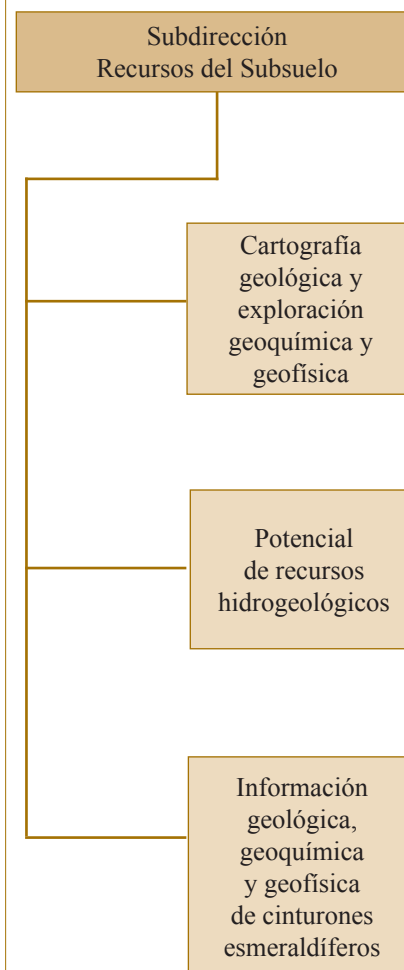 Subdirección
Recursos del Subsuelo
Cartografía
geológica y
exploración
geoquímica y
geofísica
Potencial
de recursos
hidrogeológicos
Información
geológica,
geoquímica
y geofísica
de cinturones
esmeraldíferos